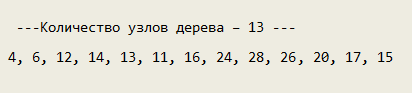 ---Количество узлов дерева – 13 ---
4, 6, 12, 14, 13, 11, 16, 24, 28, 26, 20, 17, 15